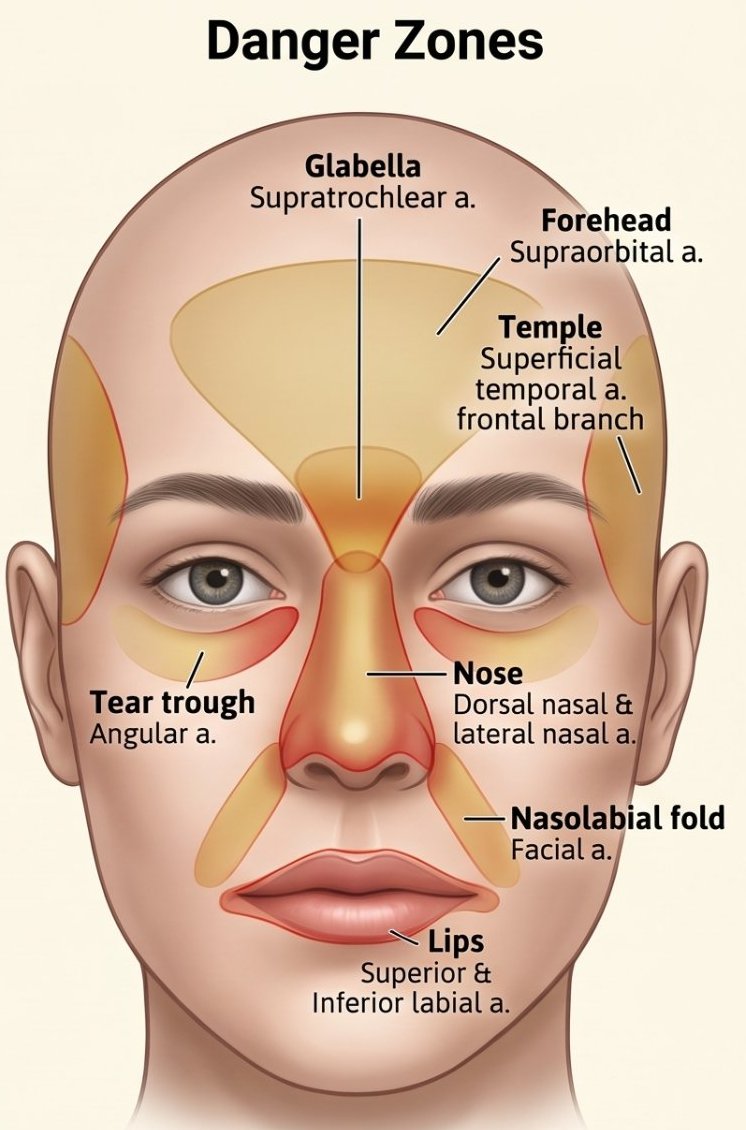 Danger Zones
Glabella
Supratrochlear a.
Forehead
Supraorbital a.
Temple
Superficial
temporal a.
frontal branch
Tear trough
Angular a.
Nose
Dorsal nasal &
lateral nasal a.
Nasolabial fold
Facial a.
Lips
Superior &
Inferior labial a.